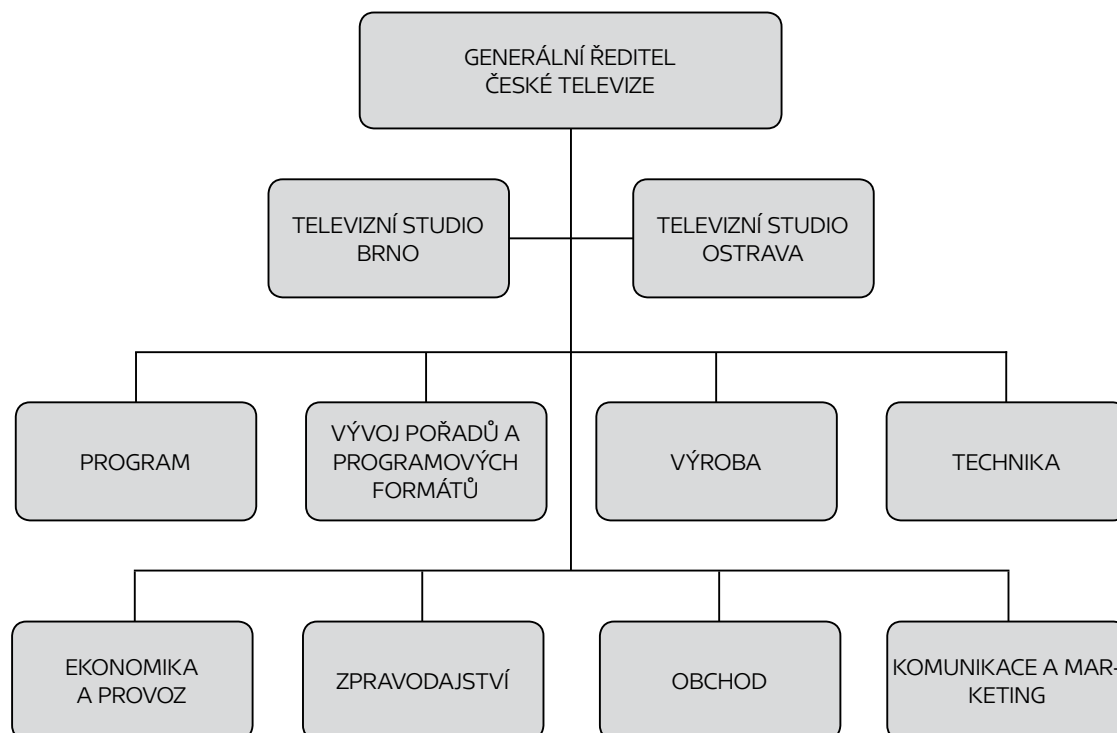 GENERÁLNÍ ŘEDITEL
ČESKÉ TELEVIZE
TELEVIZNÍ STUDIO
BRNO
TELEVIZNÍ STUDIO
OSTRAVA
PROGRAM
VÝVOJ POŘADŮ A
PROGRAMOVÝCH
FORMÁTŮ
VÝROBA
TECHNIKA
EKONOMIKA
A PROVOZ
ZPRAVODAJSTVÍ
OBCHOD
KOMUNIKACE A MAR-
KETING